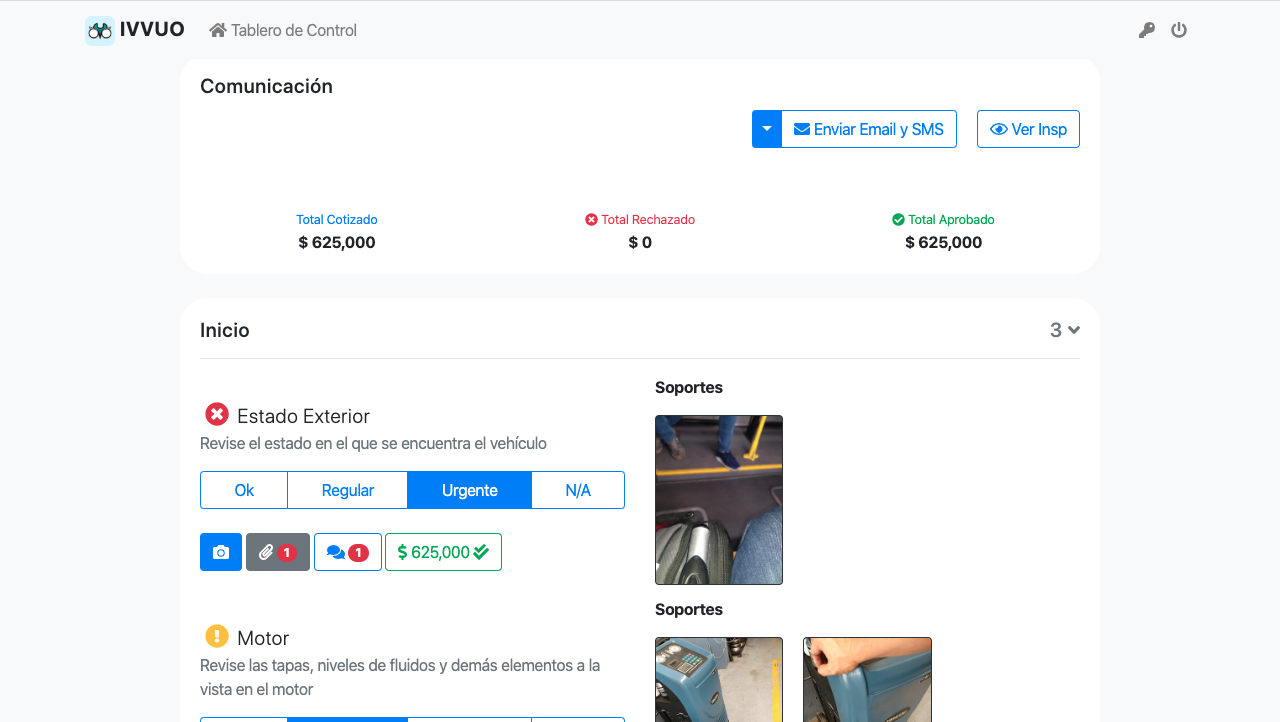 IVVUO Tablero de Control
Comunicación
Enviar Email y SMS
Ver Insp
Total Cotizado
$ 625,000
Total Rechazado
$ 0
Total Aprobado
$ 625,000
Inicio
3
Estado Exterior
Revise el estado en el que se encuentra el vehículo
Ok
Regular
Urgente
N/A
1
1
$ 625,000
Soportes
Motor
Revise las tapas, niveles de fluidos y demás elementos a la
vista en el motor
Soportes